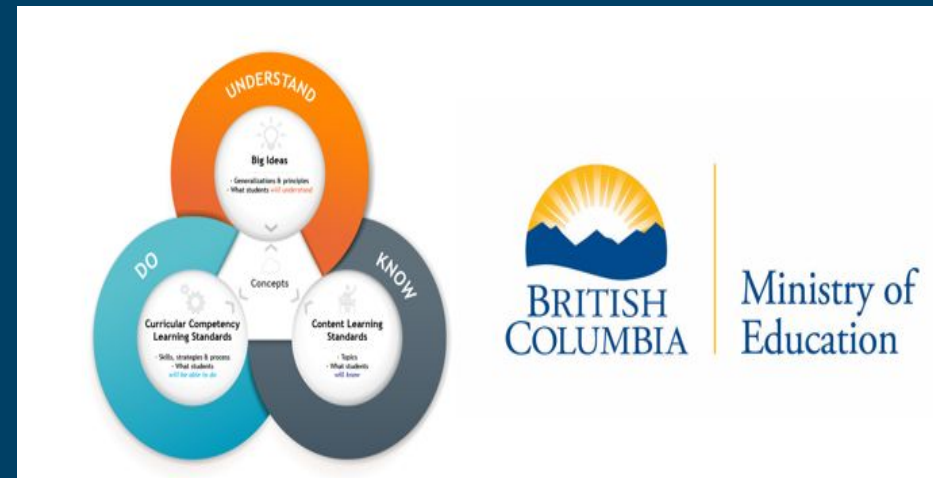 UNDERSTAND
Big Ideas
- Generalizations & principles
- What students will understand
DO
KNOW
Concepts
Curricular Competency
Learning Standards
- Skills, strategies & process
- What students
will be able to do
Content Learning
Standards
- Topics
- What students
will know
BRITISH
COLUMBIA
Ministry of
Education